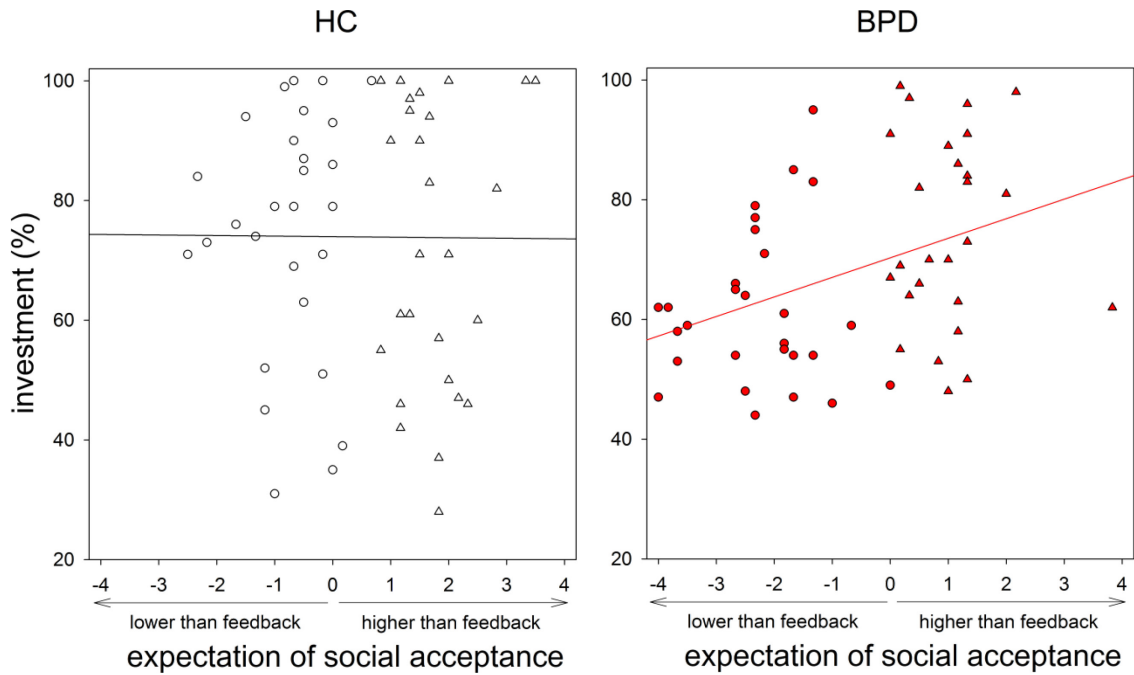 HC
BPD
investment (%)
100
80
60
40
20
-4 -3 -2 -1 0 1 2 3 4
lower than feedback higher than feedback
expectation of social acceptance
100
80
60
40
20
-4 -3 -2 -1 0 1 2 3 4
lower than feedback higher than feedback
expectation of social acceptance